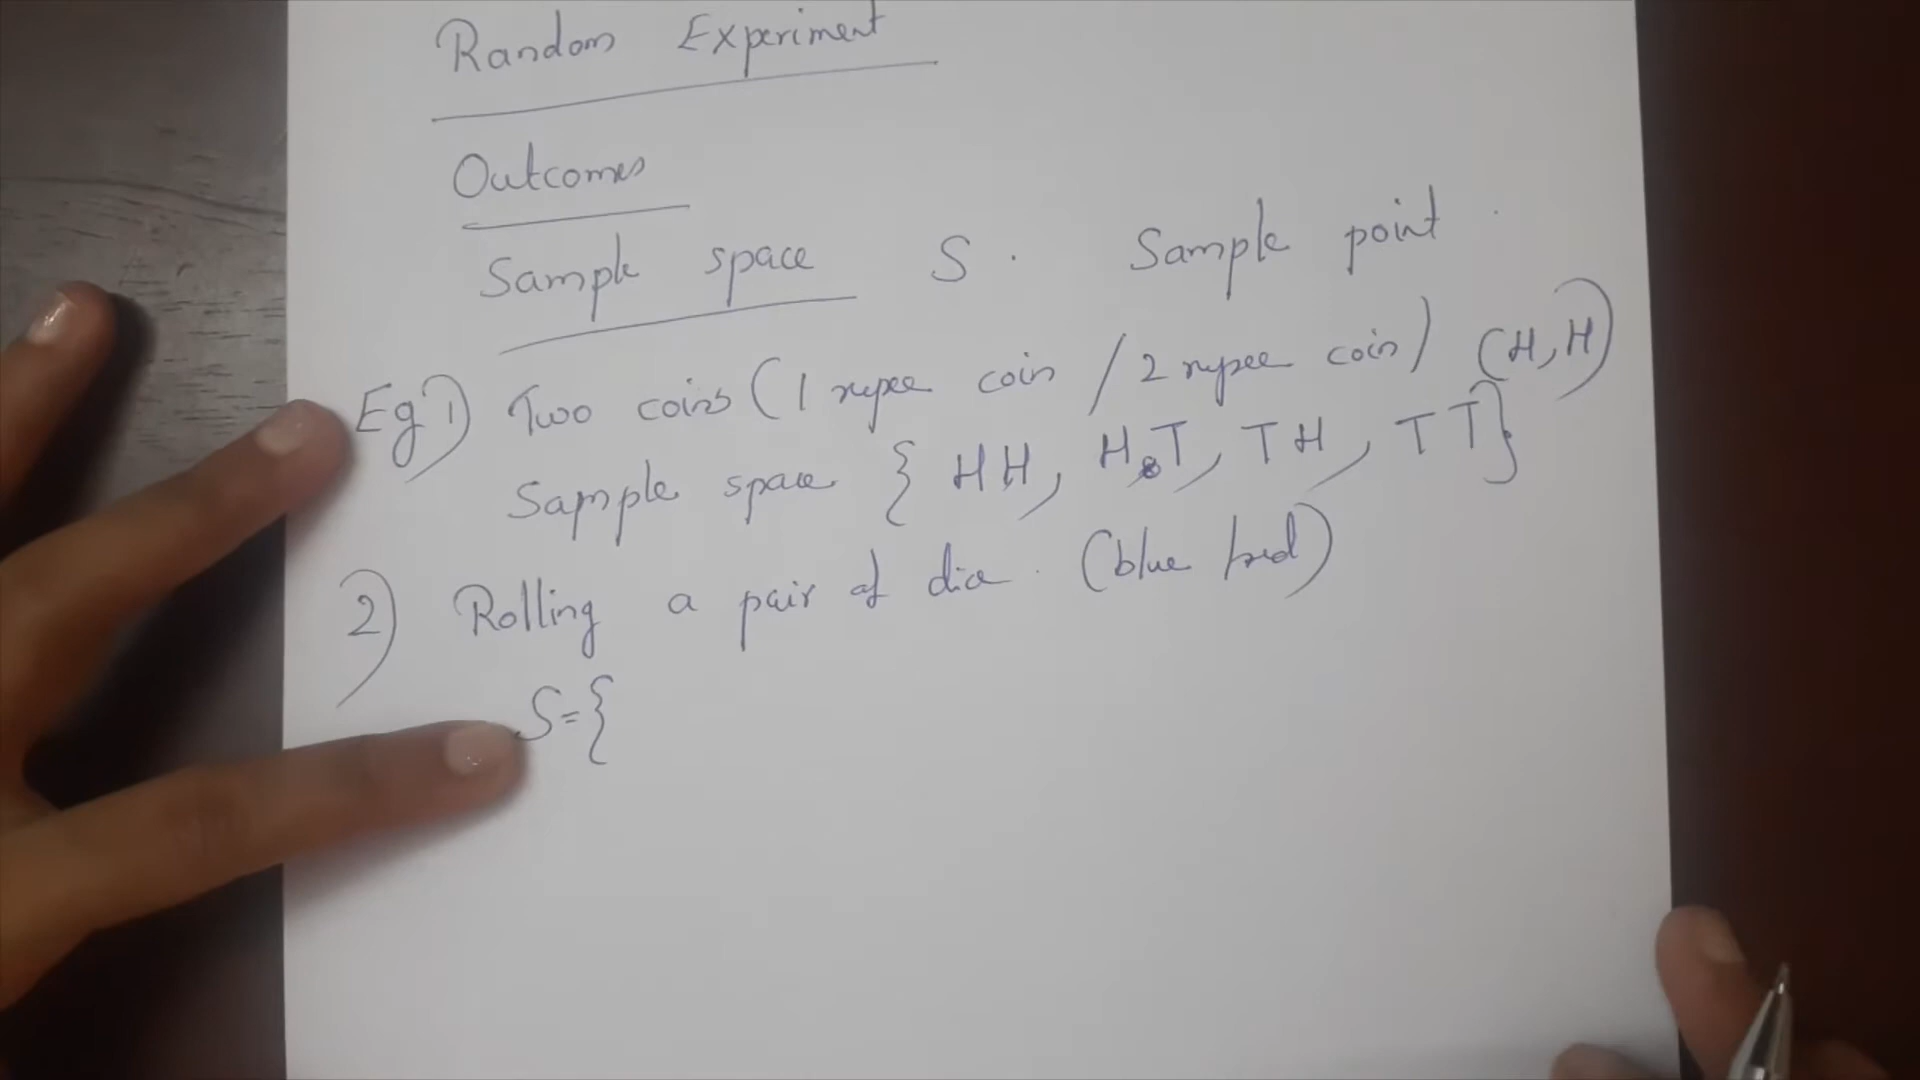 Random Experiment
Outcomes
Sample space S. Sample point.
Eg 1) Two coins (1 rupee coin / 2 rupee coin) (H,H)
Sample space { HH, HT, TH, TT}
2) Rolling a pair of dice. (blue / red)
S={